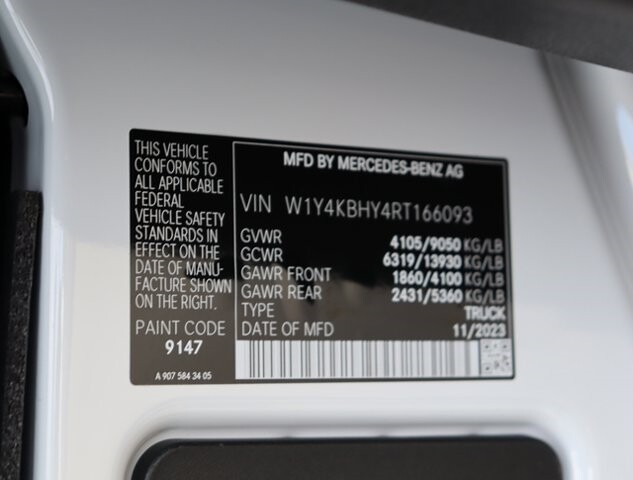 THIS VEHICLE
CONFORMS TO
ALL APPLICABLE
FEDERAL
VEHICLE SAFETY
STANDARDS IN
EFFECT ON THE
DATE OF MANU-
FACTURE SHOWN
ON THE RIGHT.
PAINT CODE
9147
A 907 584 34 05
MFD BY MERCEDES-BENZ AG
VIN W1Y4KBHY4RT166093
GVWR 4105/9050 KG/LB
GCWR 6319/13930 KG/LB
GAWR FRONT 1860/4100 KG/LB
GAWR REAR 2431/5360 KG/LB
TYPE TRUCK
DATE OF MFD 11/2023